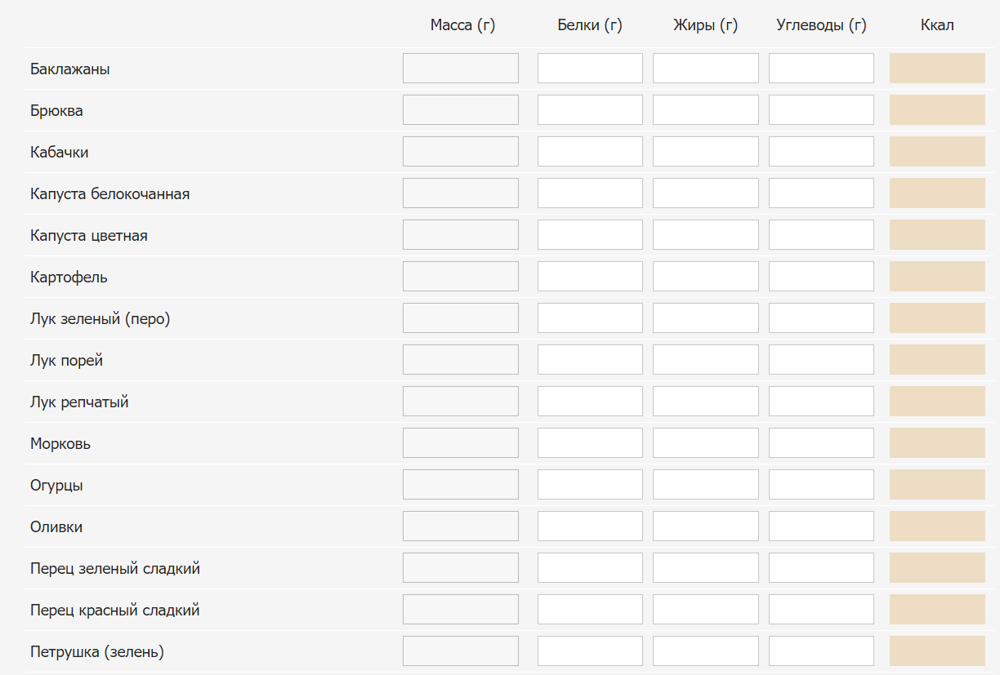 Масса (г) Белки (г) Жиры (г) Углеводы (г) Ккал
Баклажаны
Брюква
Кабачки
Капуста белокочанная
Капуста цветная
Картофель
Лук зеленый (перо)
Лук порей
Лук репчатый
Морковь
Огурцы
Оливки
Перец зеленый сладкий
Перец красный сладкий
Петрушка (зелень)